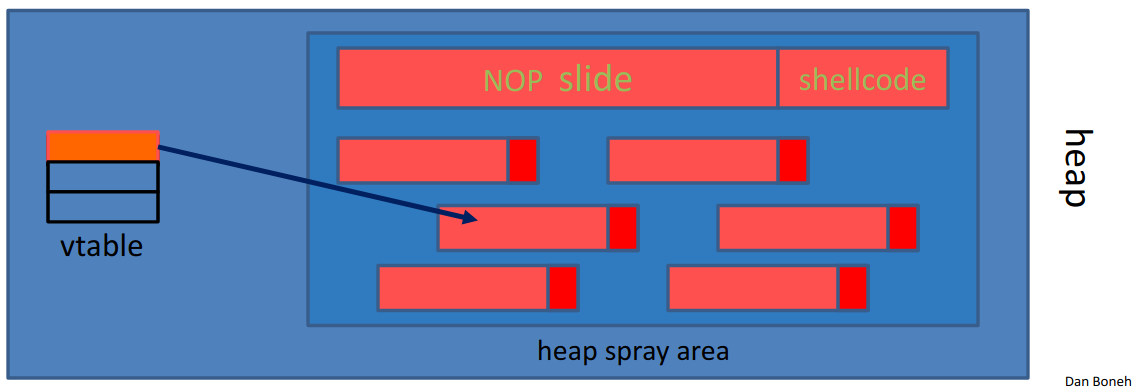 NOP slide
shellcode
vtable
heap
heap spray area
Dan Boneh